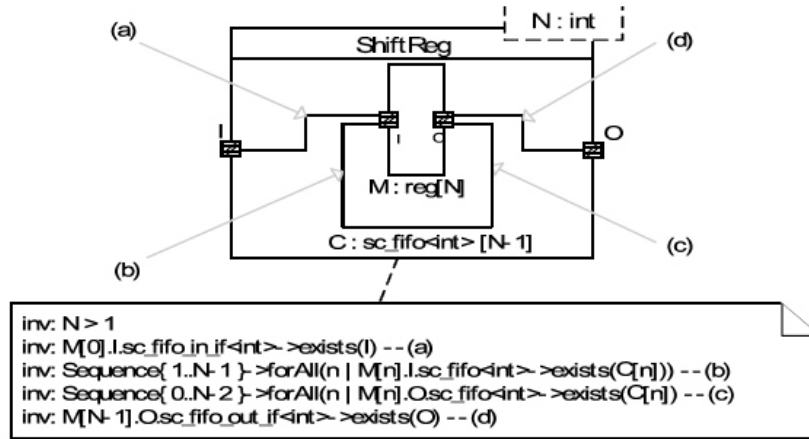 (a)
N : int
(d)
ShiftReg
I
O
I
O
M : reg[N]
C : sc_fifo<int> [N-1]
(b)
(c)
inv: N > 1
inv: M[0].I.sc_fifo_in_if<int>->exists(I) --(a)
inv: Sequence{ 1..N-1 }->forAll(n | M[n].I.sc_fifo<int>->exists(C[n])) --(b)
inv: Sequence{ 0..N-2 }->forAll(n | M[n].O.sc_fifo<int>->exists(C[n]) --(c)
inv: M[N-1].O.sc_fifo_out_if<int>->exists(O) --(d)